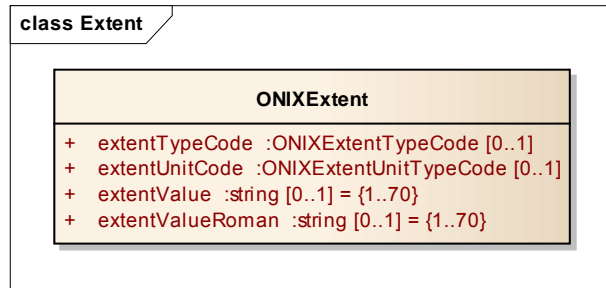 class Extent
ONIXExtent
+ extentTypeCode :ONIXExtentTypeCode [0..1]
+ extentUnitCode :ONIXExtentUnitTypeCode [0..1]
+ extentValue :string [0..1] = {1..70}
+ extentValueRoman :string [0..1] = {1..70}